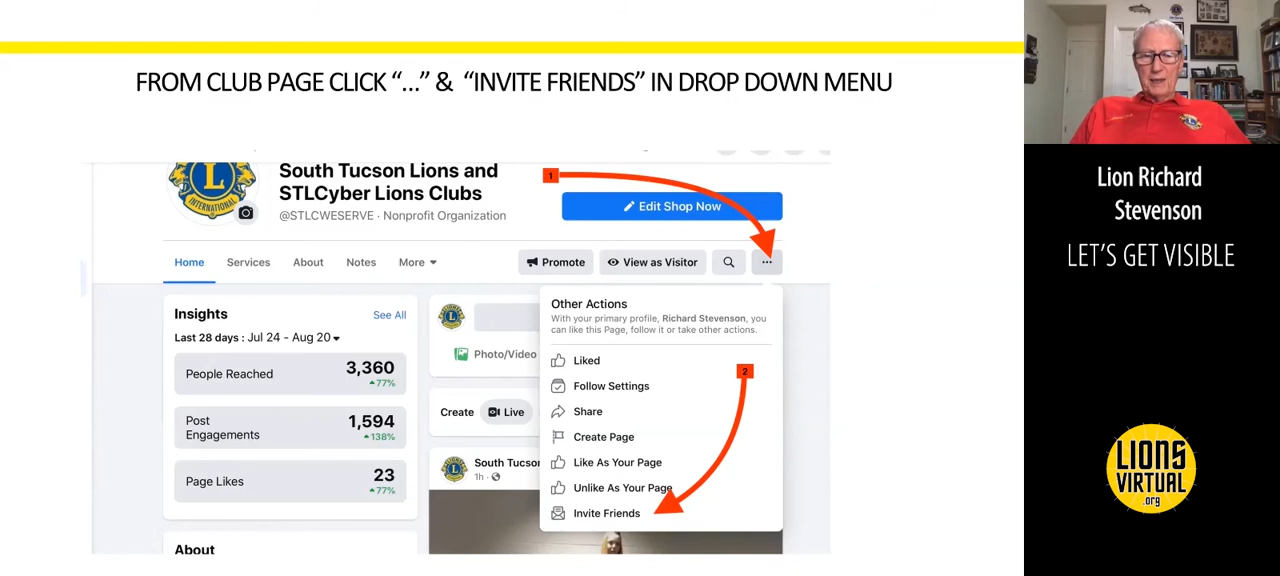 FROM CLUB PAGE CLICK “...” & “INVITE FRIENDS” IN DROP DOWN MENU
L
INTERNATIONAL
South Tucson Lions and
STLCyber Lions Clubs
@STLCWESERVE · Nonprofit Organization
1
Edit Shop Now
Home Services About Notes More
Promote View as Visitor ...
Insights See All
Last 28 days : Jul 24 - Aug 20
People Reached 3,360
77%
Post
Engagements
1,594
138%
Page Likes 23
77%
About
Photo/Video
Create Live
South Tucson
1h ·
Other Actions
With your primary profile, Richard Stevenson, you
can like this Page, follow it or take other actions.
Liked
2
Follow Settings
Share
Create Page
Like As Your Page
Unlike As Your Page
Invite Friends
Lion Richard
Stevenson
LET’S GET VISIBLE
LIONS
VIRTUAL
.org